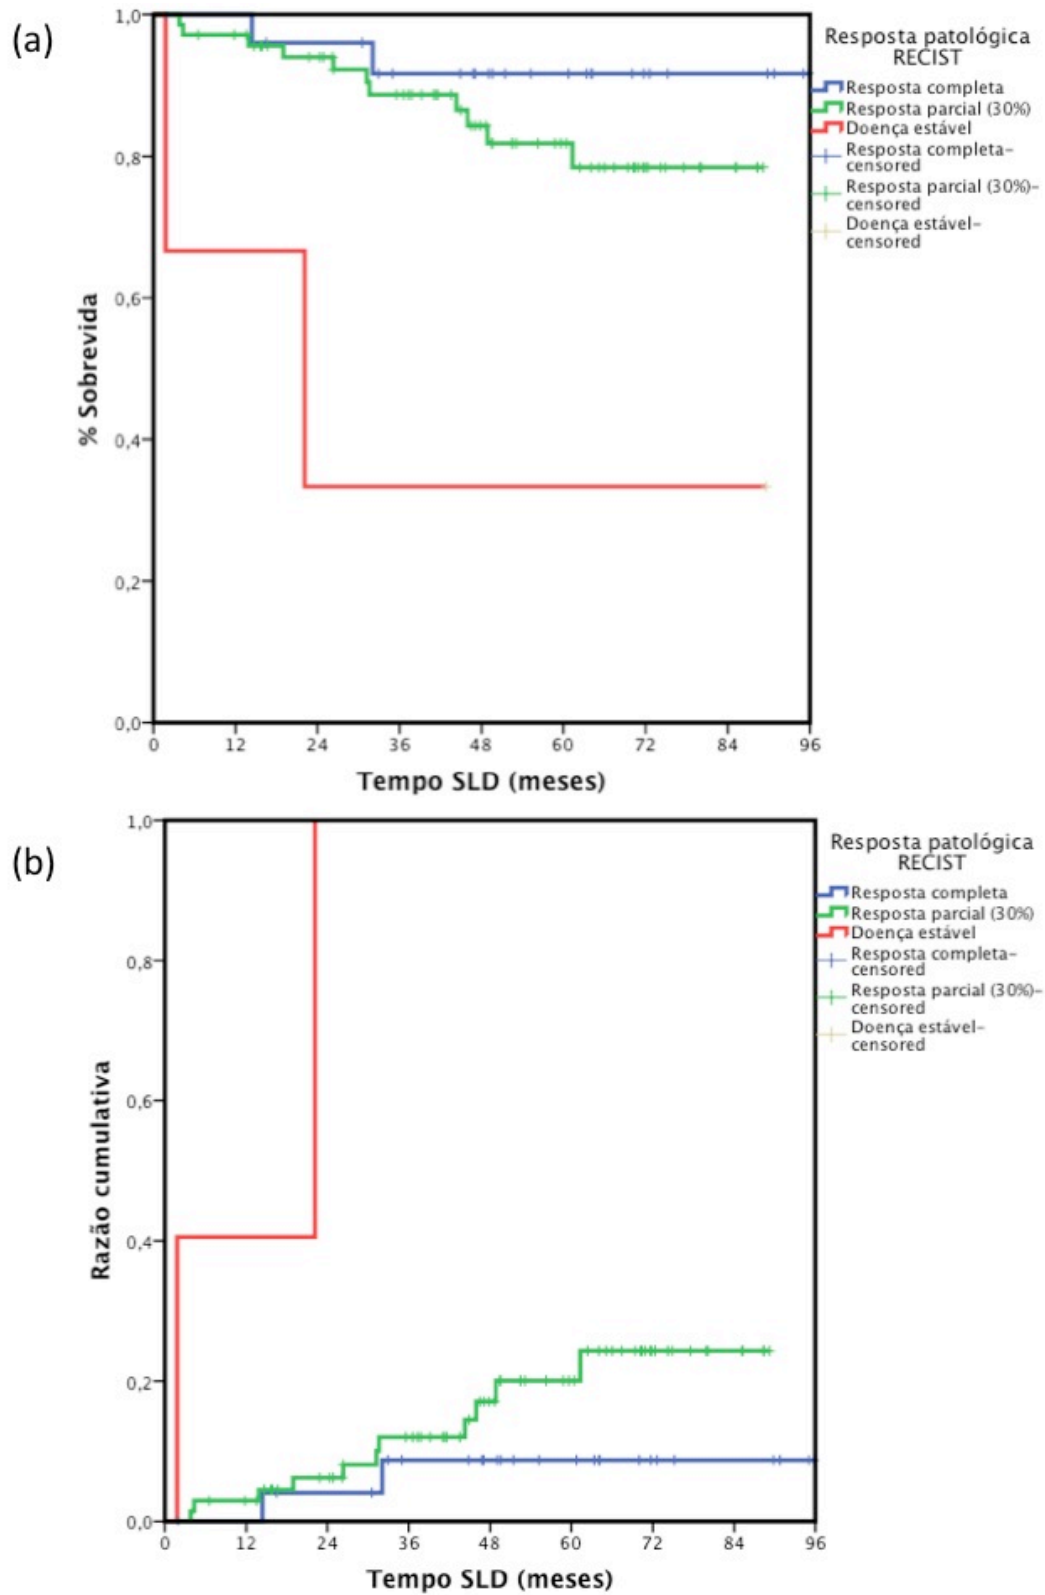 (a)
1,0
0,8
0,6
0,4
0,2
0,0
% Sobrevida
0 12 24 36 48 60 72 84 96
Tempo SLD (meses)
Resposta patológica
RECIST
Resposta completa
Resposta parcial (30%)
Doença estável
Resposta completa-
censored
Resposta parcial (30%)-
censored
Doença estável-
censored
(b)
1,0
0,8
0,6
0,4
0,2
0,0
Razão cumulativa
0 12 24 36 48 60 72 84 96
Tempo SLD (meses)
Resposta patológica
RECIST
Resposta completa
Resposta parcial (30%)
Doença estável
Resposta completa-
censored
Resposta parcial (30%)-
censored
Doença estável-
censored